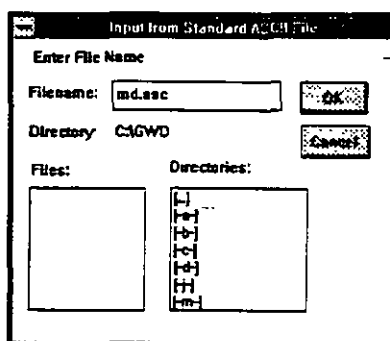 Input from Standard ASCII File
Enter File Name
Filename: md.asc OK
Directory: C:\GWD Cancel
Files: Directories:
[..]
[-a-]
[-b-]
[-c-]
[-d-]
[-j-]
[-m-]